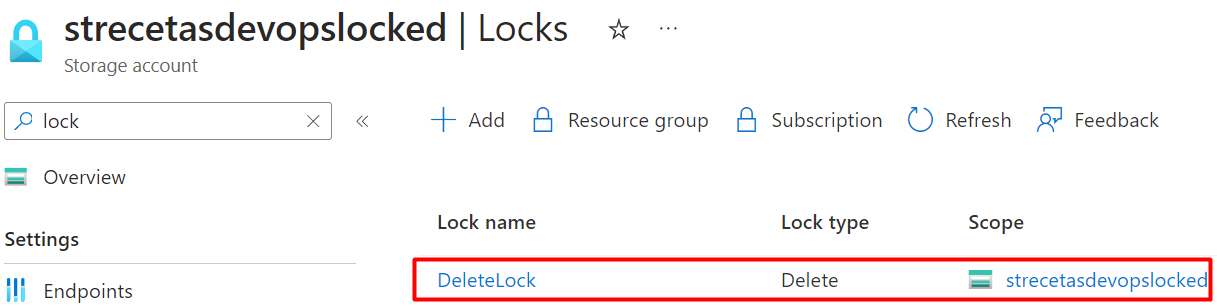 strecetasdevopslocked | Locks
Storage account
lock
Add Resource group Subscription Refresh Feedback
Overview
Settings
Endpoints
Lock name Lock type Scope
DeleteLock Delete strecetasdevopslocked